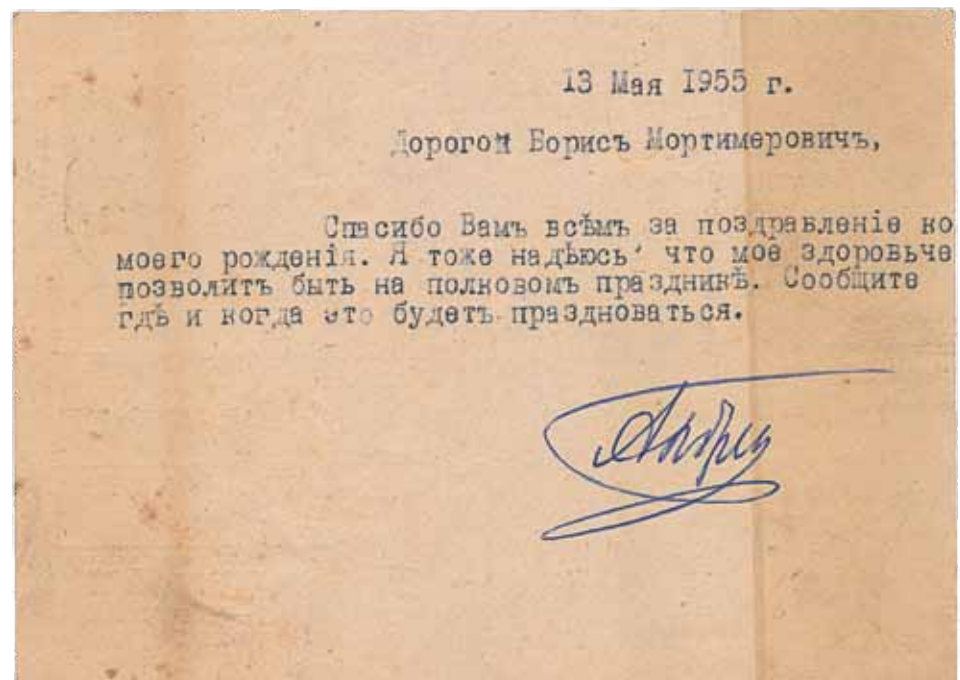 13 Мая 1955 г.
Дорогой Борисъ Мортимеровичъ,
Спасибо Вамъ всѣмъ за поздравленіе ко
моего рожденія. Я тоже надѣюсь' что мое здоровьче
позволитъ быть на полковомъ праздникѣ. Сообщите
гдѣ и когда это будетъ праздноваться.
Андрей